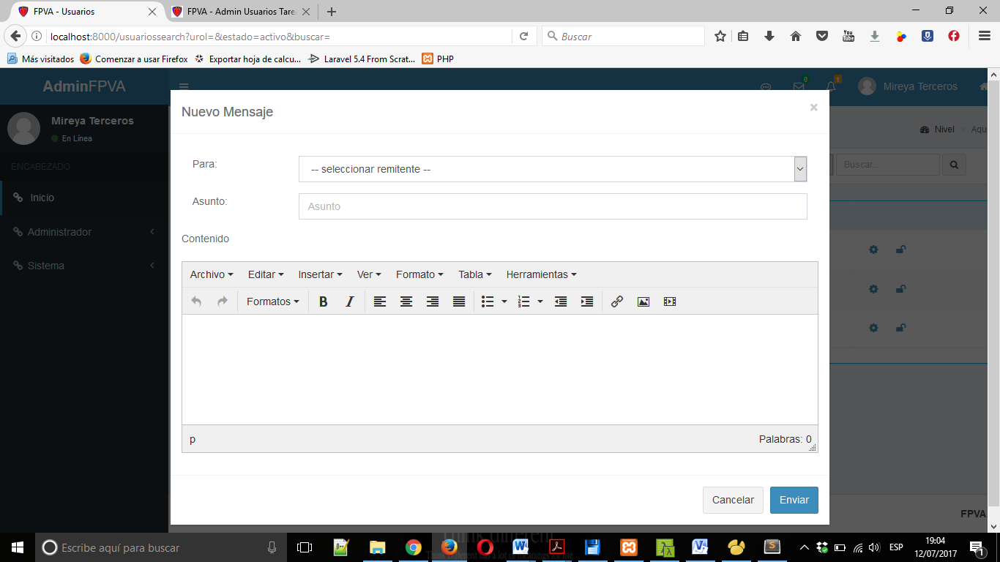 FPVA - Usuarios
FPVA - Admin Usuarios Tare
localhost:8000/usuariossearch?urol=&estado=activo&buscar=
Buscar
You Tube
Más visitados
Comenzar a usar Firefox
Exportar hoja de calcu...
Laravel 5.4 From Scrat...
PHP
AdminFPVA
0
1
Mireya Terceros
Mireya Terceros
En Línea
Nivel > Aqu
ENCABEZADO
Buscar...
Inicio
Administrador
Sistema
Nuevo Mensaje
×
Para:
-- seleccionar remitente --
Asunto:
Asunto
Contenido
Archivo
Editar
Insertar
Ver
Formato
Tabla
Herramientas
Formatos
B
I
p
Palabras: 0
Cancelar
Enviar
FPVA
Escribe aquí para buscar
ESP
19:04
12/07/2017
1